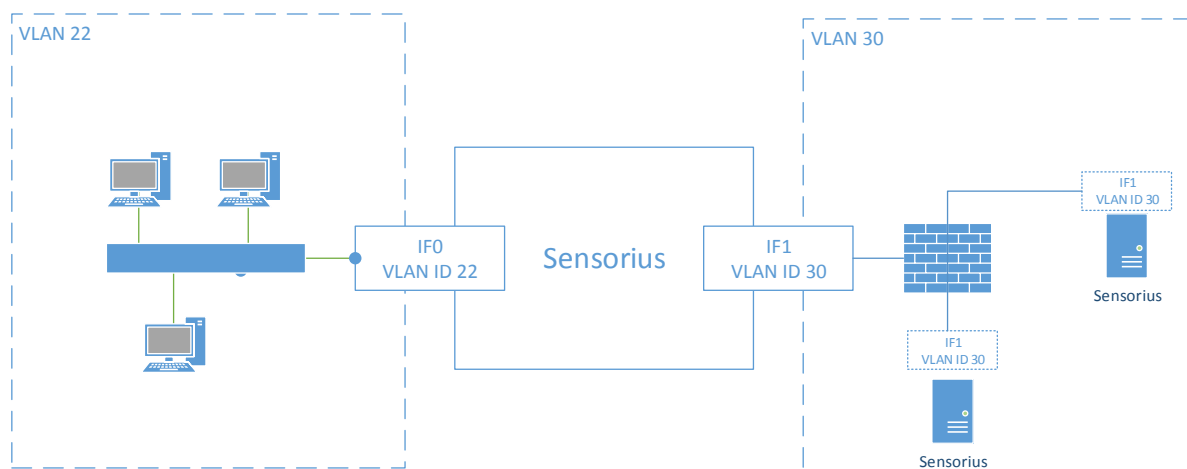 VLAN 22
VLAN 30
IF0
VLAN ID 22
Sensorius
IF1
VLAN ID 30
IF1
VLAN ID 30
Sensorius
IF1
VLAN ID 30
Sensorius